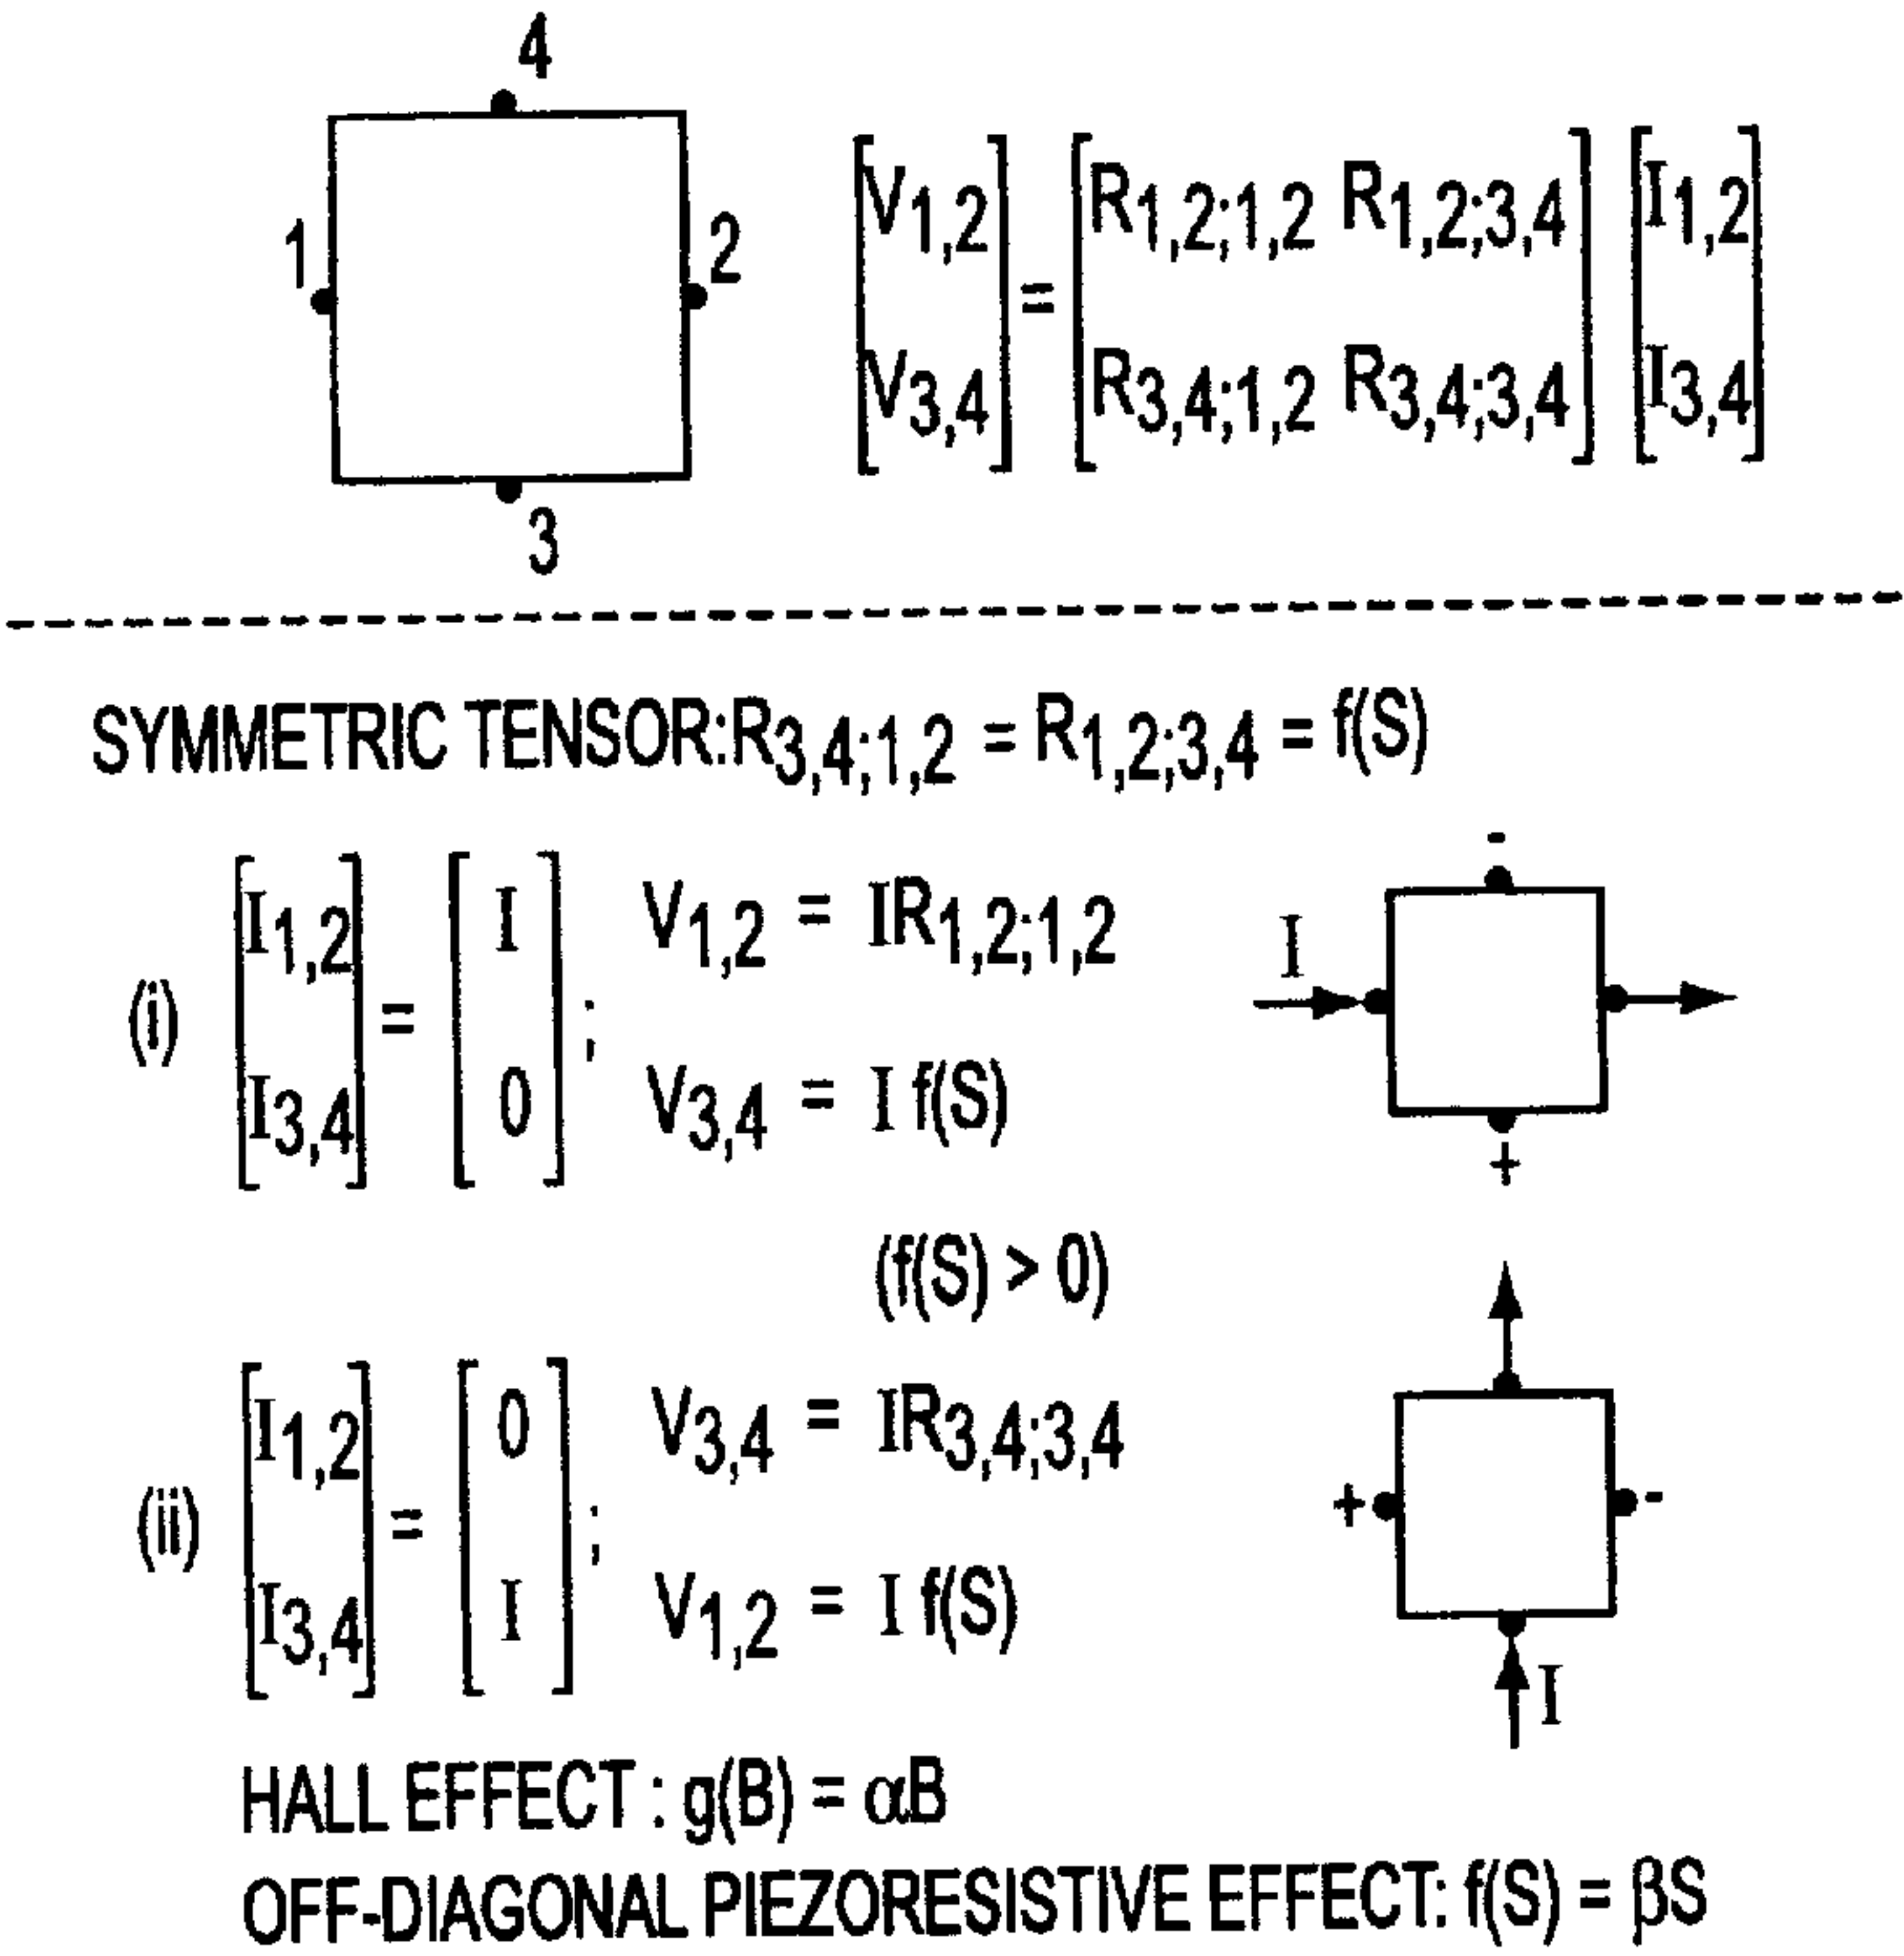 4
1
2
3
[V1,2 V3,4] = [R1,2;1,2 R1,2;3,4 R3,4;1,2 R3,4;3,4] [I1,2 I3,4]
SYMMETRIC TENSOR:R3,4;1,2 = R1,2;3,4 = f(S)
(i) [I1,2 I3,4] = [I 0];
V1,2 = IR1,2;1,2
V3,4 = I f(S)
(f(S) > 0)
-
I
+
(ii) [I1,2 I3,4] = [0 I];
V3,4 = IR3,4;3,4
V1,2 = I f(S)
+ -
I
HALL EFFECT : g(B) = αB
OFF-DIAGONAL PIEZORESISTIVE EFFECT: f(S) = βS